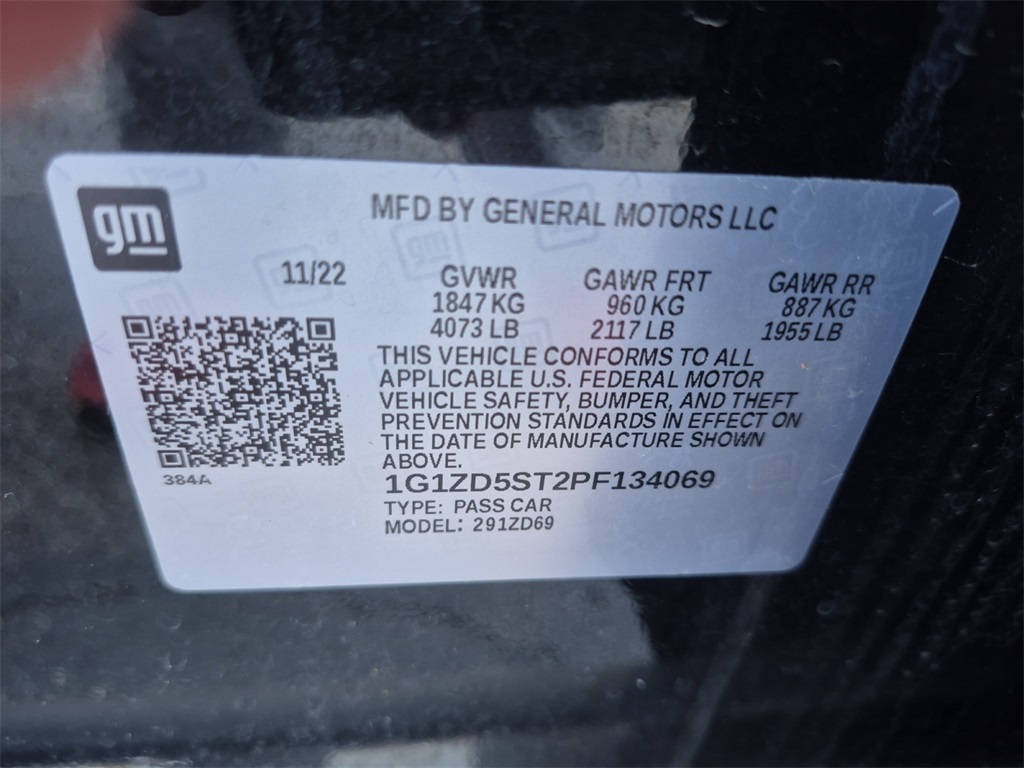 gm
MFD BY GENERAL MOTORS LLC
11/22 GVWR GAWR FRT GAWR RR
1847 KG 960 KG 887 KG
4073 LB 2117 LB 1955 LB
THIS VEHICLE CONFORMS TO ALL
APPLICABLE U.S. FEDERAL MOTOR
VEHICLE SAFETY, BUMPER, AND THEFT
PREVENTION STANDARDS IN EFFECT ON
THE DATE OF MANUFACTURE SHOWN
ABOVE.
384A
1G1ZD5ST2PF134069
TYPE: PASS CAR
MODEL: 291ZD69